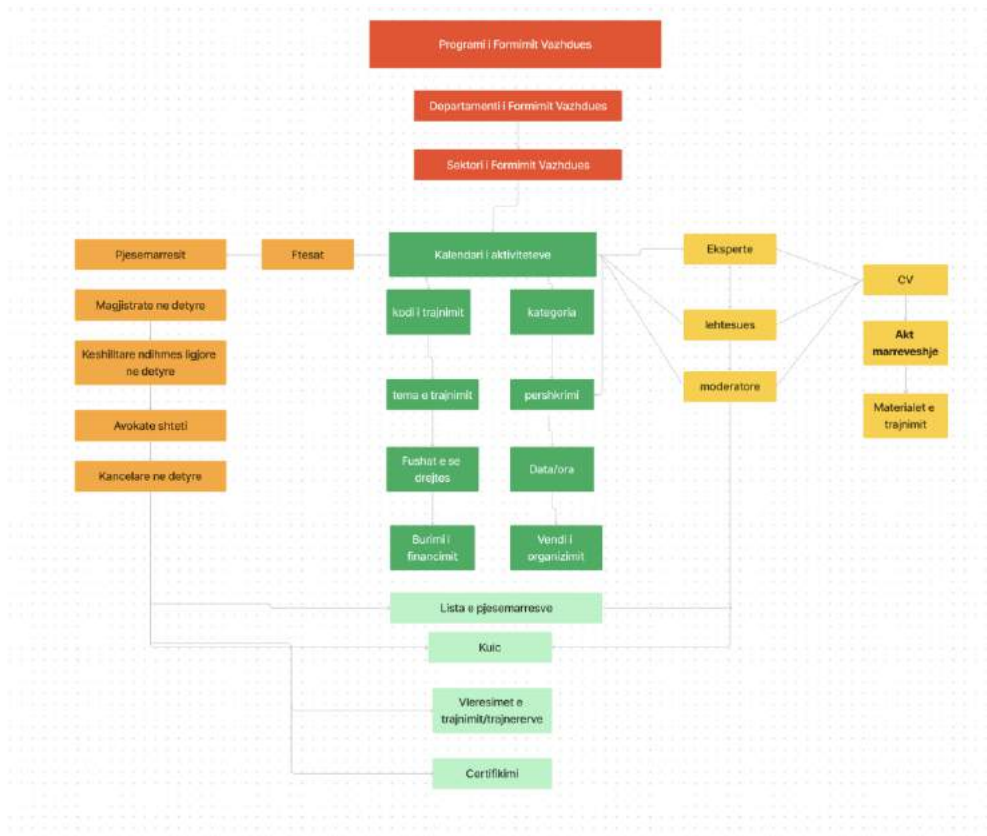 Programi i Formimit Vazhdues
Departamenti i Formimit Vazhdues
Sektori i Formimit Vazhdues
Pjesemarresit
Ftesat
Kalendari i aktiviteteve
Eksperte
CV
Magjistrate ne detyre
kodi i trajnimit
kategoria
lehtesues
Akt
marreveshje
Keshilltare ndihmes ligjore
ne detyre
tema e trajnimit
pershkrimi
moderatore
Materialet e
trajnimit
Avokate shteti
Kancelare ne detyre
Fushat e se
drejtes
Data/ora
Burimi i
financimit
Vendi i
organizimit
Lista e pjesemarresve
Kuic
Vleresimet e
trajnimit/trajnererve
Certifikimi